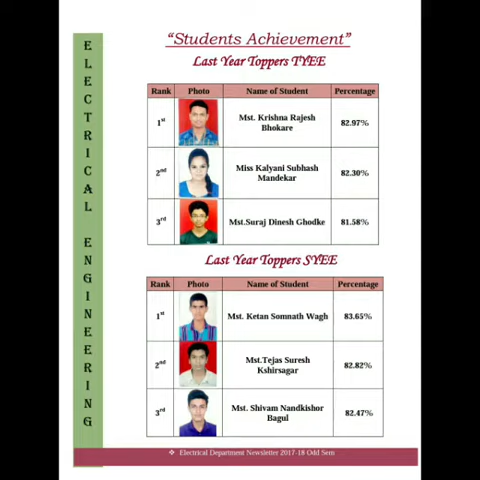 ELECTRICAL ENGINEERING
“Students Achievement”
Last Year Toppers TYEE
Rank Photo Name of Student Percentage
1st Mst. Krishna Rajesh Bhokare 82.97%
2nd Miss Kalyani Subhash Mandekar 82.30%
3rd Mst.Suraj Dinesh Ghodke 81.58%
Last Year Toppers SYEE
Rank Photo Name of Student Percentage
1st Mst. Ketan Somnath Wagh 83.65%
2nd Mst.Tejas Suresh Kshirsagar 82.82%
3rd Mst. Shivam Nandkishor Bagul 82.47%
❖ Electrical Department Newsletter 2017-18 Odd Sem